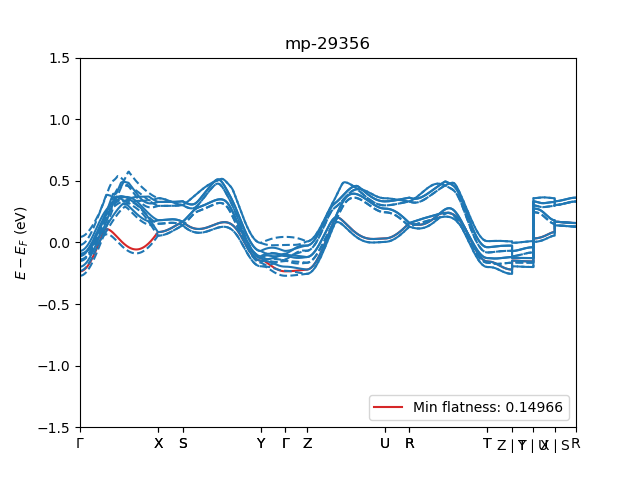 mp-29356
E − E_F (eV)
1.5
1.0
0.5
0.0
−0.5
−1.0
−1.5
Min flatness: 0.14966
Γ X S Y Γ Z U R T Z | Y | U | S R